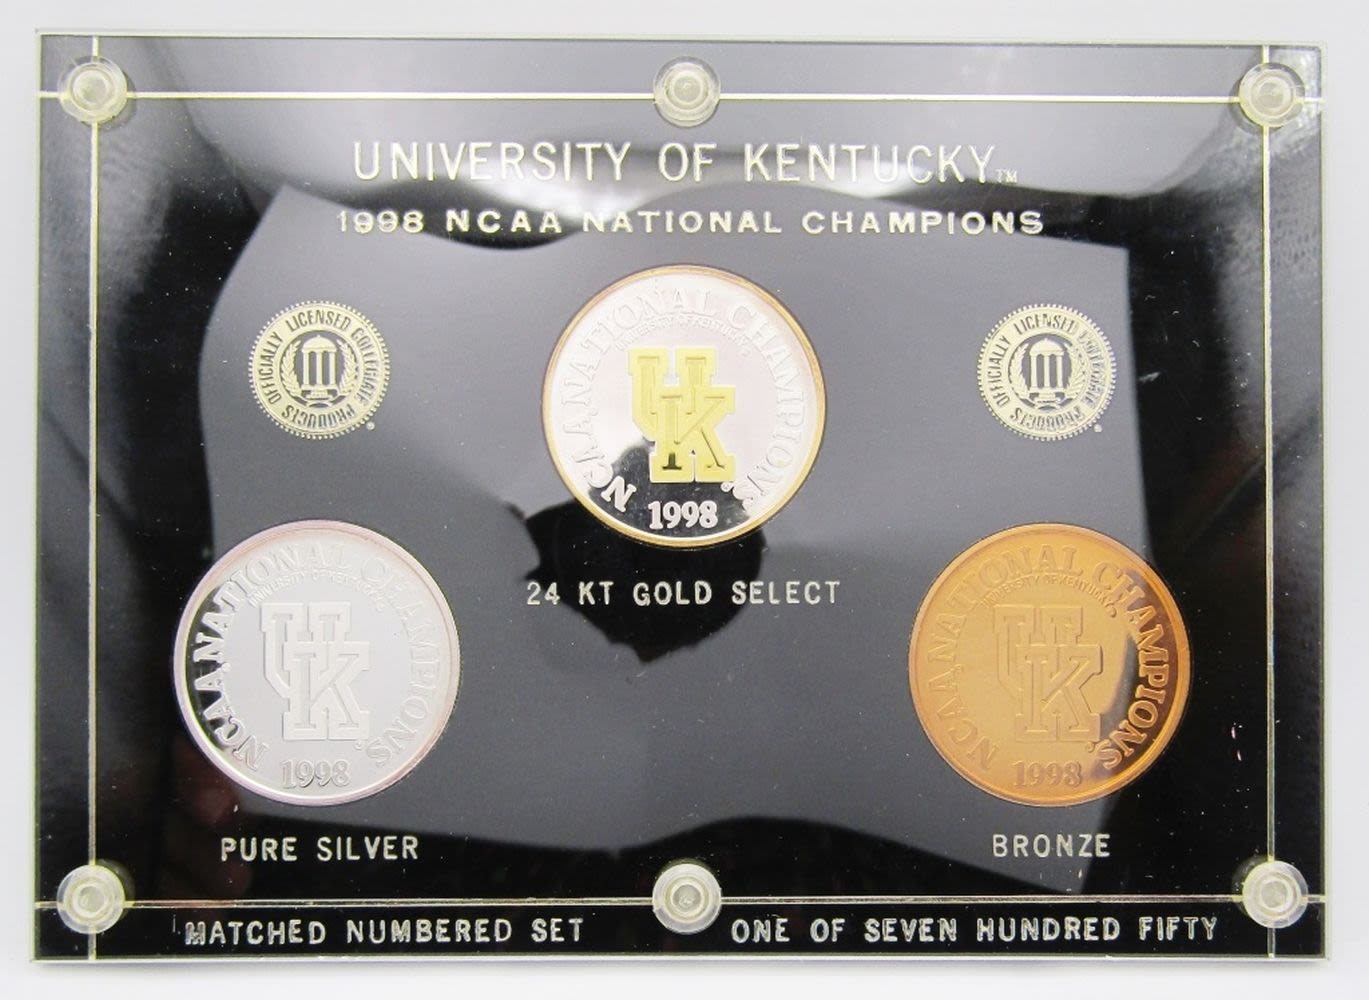 UNIVERSITY OF KENTUCKY™
1998 NCAA NATIONAL CHAMPIONS
OFFICIALLY LICENSED COLLEGIATE PRODUCTS ®
NCAA NATIONAL CHAMPIONS
UNIVERSITY OF KENTUCKY
UK
1998
OFFICIALLY LICENSED COLLEGIATE PRODUCTS ®
24 KT GOLD SELECT
NCAA NATIONAL CHAMPIONS
UNIVERSITY OF KENTUCKY
UK
1998
PURE SILVER
NCAA NATIONAL CHAMPIONS
UNIVERSITY OF KENTUCKY
UK
1998
BRONZE
MATCHED NUMBERED SET
ONE OF SEVEN HUNDRED FIFTY